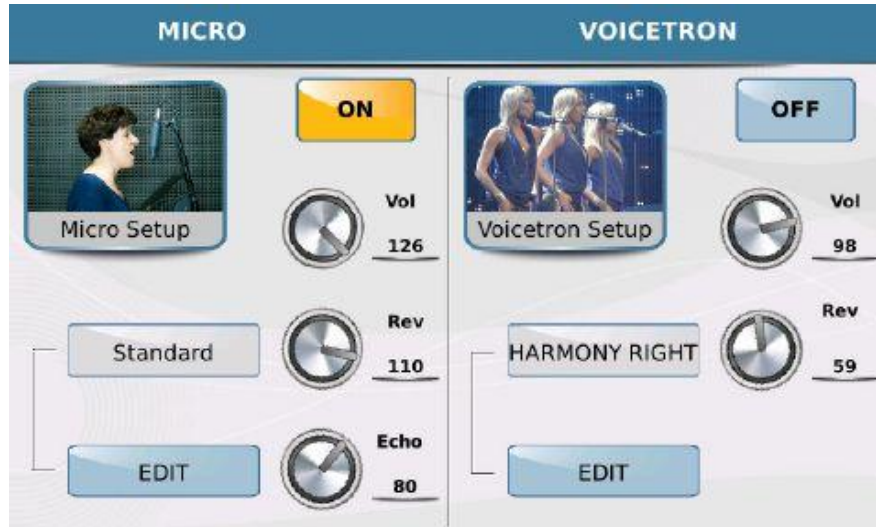 MICRO
ON
Micro Setup
Vol
126
Standard
Rev
110
EDIT
Echo
80
VOICETRON
OFF
Voicetron Setup
Vol
98
HARMONY RIGHT
Rev
59
EDIT